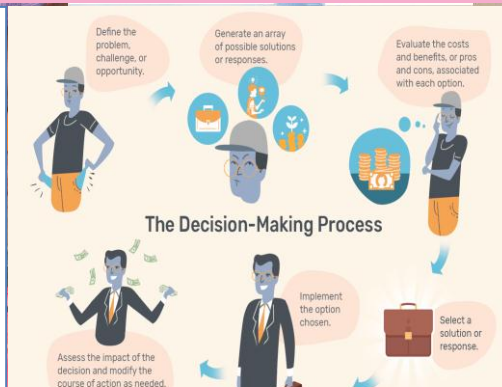 Define the
problem,
challenge, or
opportunity.
Generate an array
of possible solutions
or responses.
Evaluate the costs
and benefits, or pros
and cons, associated
with each option.
The Decision-Making Process
Select a
solution or
response.
Implement
the option
chosen.
Assess the impact of the
decision and modify the
course of action as needed.